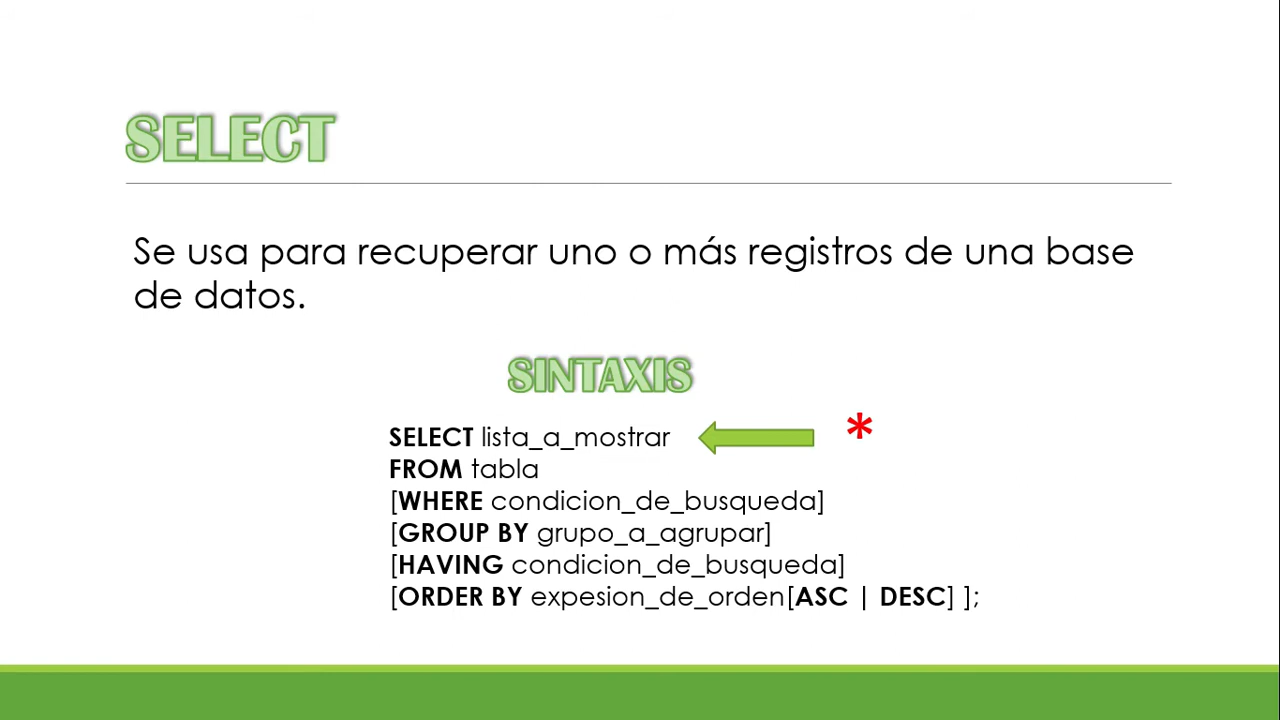 SELECT
Se usa para recuperar uno o más registros de una base
de datos.
SINTAXIS
SELECT lista_a_mostrar *
FROM tabla
[WHERE condicion_de_busqueda]
[GROUP BY grupo_a_agrupar]
[HAVING condicion_de_busqueda]
[ORDER BY expesion_de_orden[ASC | DESC] ];